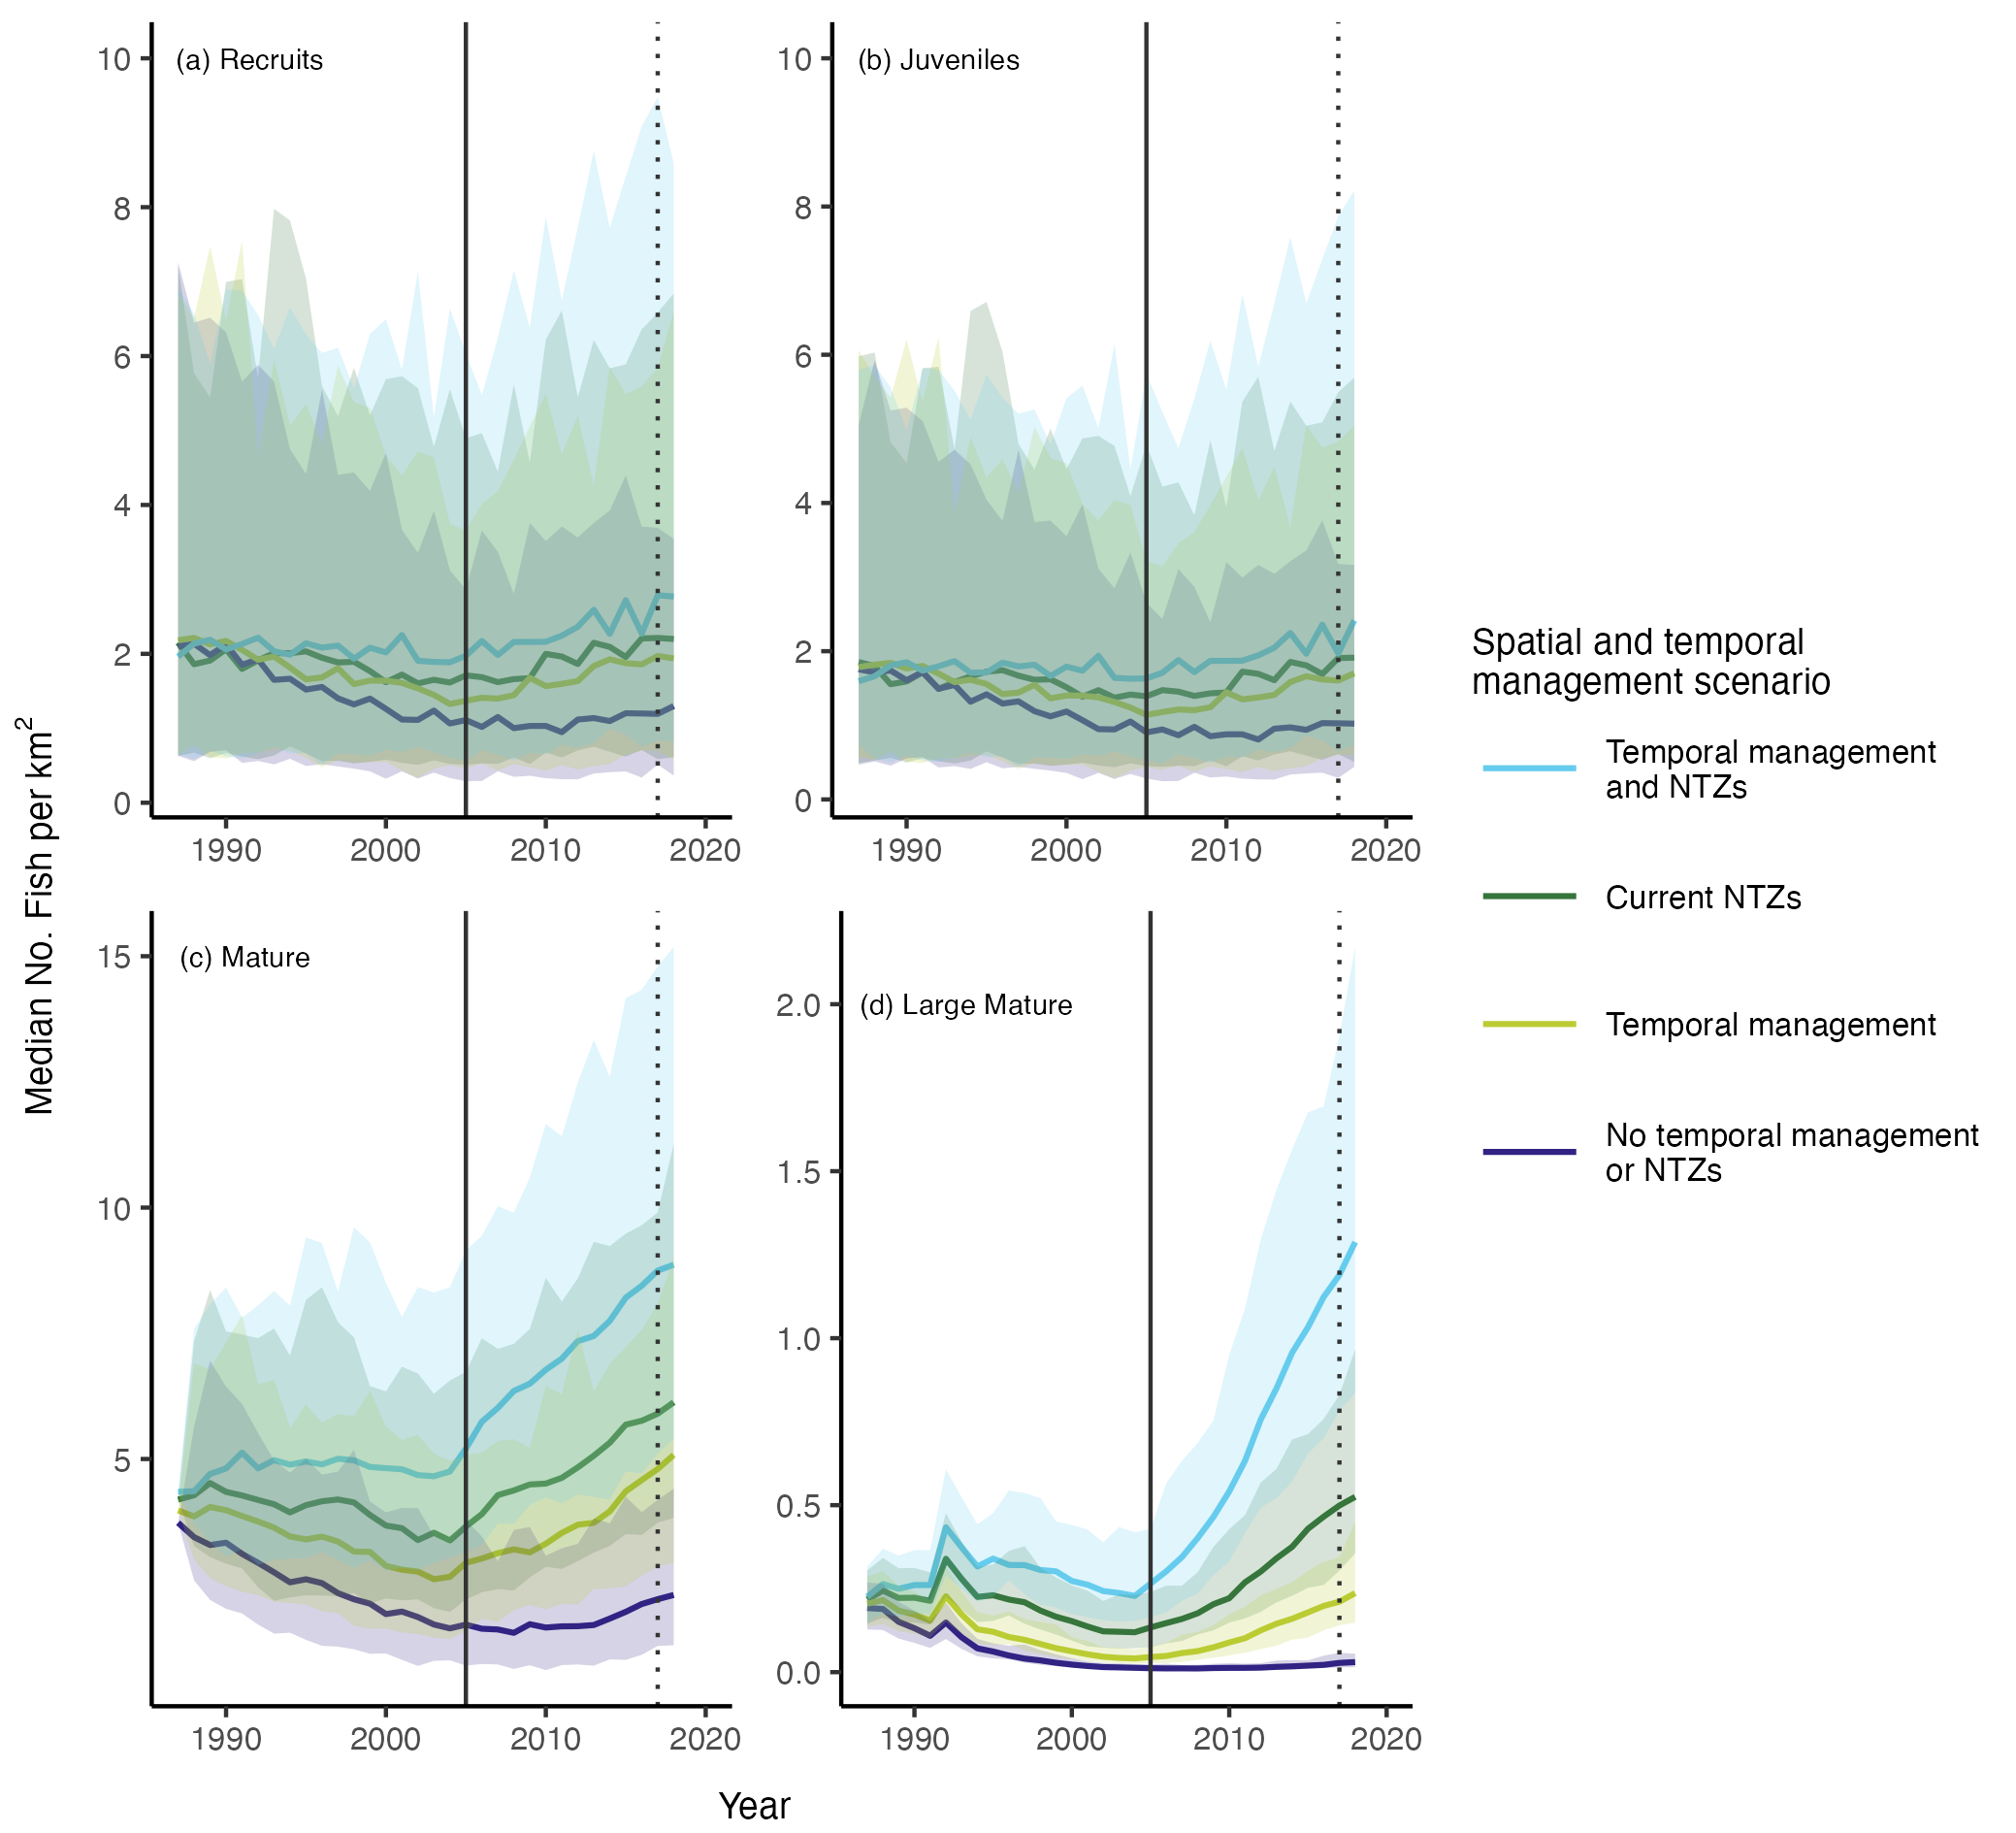 (a) Recruits
10
8
6
4
2
0
1990 2000 2010 2020
(b) Juveniles
10
8
6
4
2
0
1990 2000 2010 2020
(c) Mature
15
10
5
1990 2000 2010 2020
(d) Large Mature
2.0
1.5
1.0
0.5
0.0
1990 2000 2010 2020
Median No. Fish per km²
Year
Spatial and temporal
management scenario
Temporal management
and NTZs
Current NTZs
Temporal management
No temporal management
or NTZs